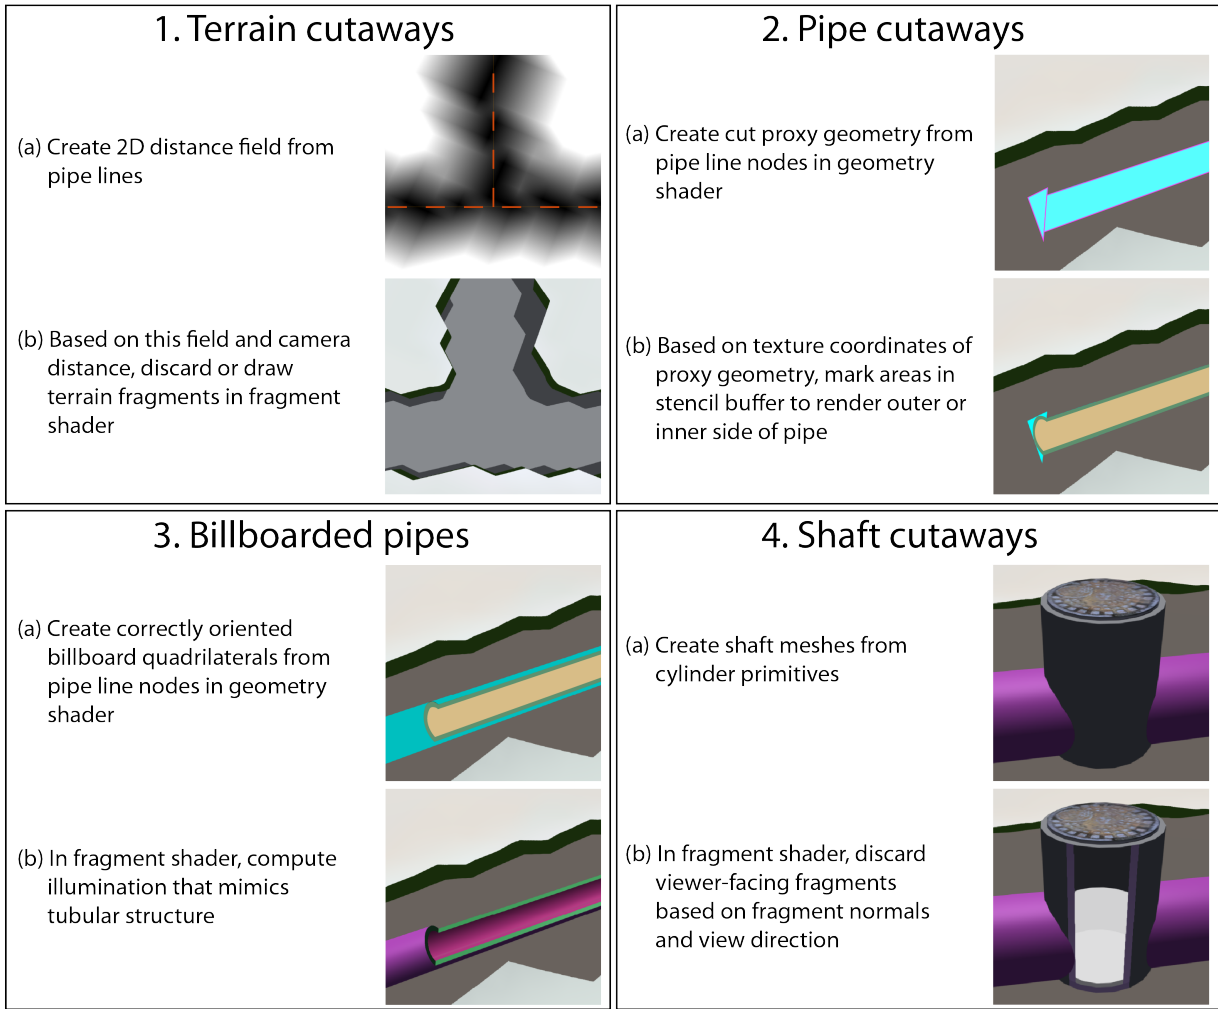 1. Terrain cutaways
(a) Create 2D distance field from
pipe lines
(b) Based on this field and camera
distance, discard or draw
terrain fragments in fragment
shader
2. Pipe cutaways
(a) Create cut proxy geometry from
pipe line nodes in geometry
shader
(b) Based on texture coordinates of
proxy geometry, mark areas in
stencil buffer to render outer or
inner side of pipe
3. Billboarded pipes
(a) Create correctly oriented
billboard quadrilaterals from
pipe line nodes in geometry
shader
(b) In fragment shader, compute
illumination that mimics
tubular structure
4. Shaft cutaways
(a) Create shaft meshes from
cylinder primitives
(b) In fragment shader, discard
viewer-facing fragments
based on fragment normals
and view direction